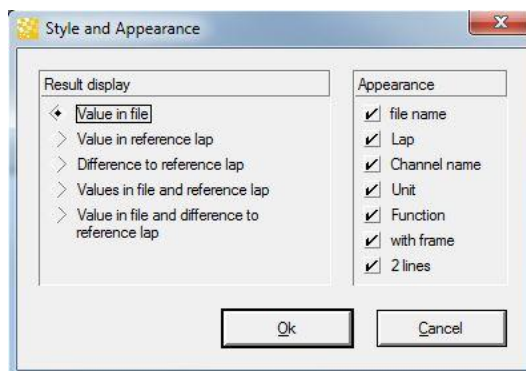 Style and Appearance
Result display
Value in file
Value in reference lap
Difference to reference lap
Values in file and reference lap
Value in file and difference to
reference lap
Appearance
file name
Lap
Channel name
Unit
Function
with frame
2 lines
Ok
Cancel